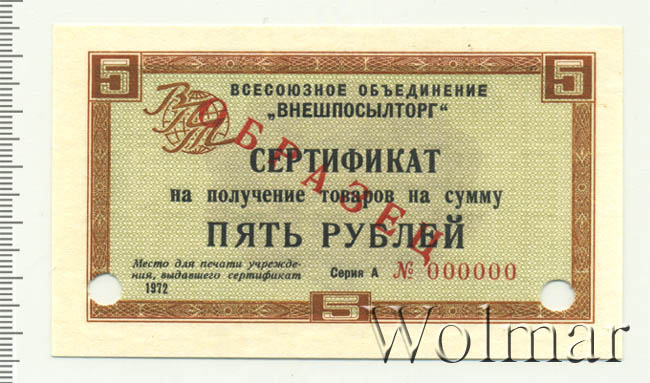 5 5
ВСЕСОЮЗНОЕ ОБЪЕДИНЕНИЕ
„ВНЕШПОСЫЛТОРГ“
ВПТ
ОБРАЗЕЦ
СЕРТИФИКАТ
на получение товаров на сумму
ПЯТЬ РУБЛЕЙ
Место для печати учрежде-
ния, выдавшего сертификат
1972
Серия А № 000000
5
Wolmar